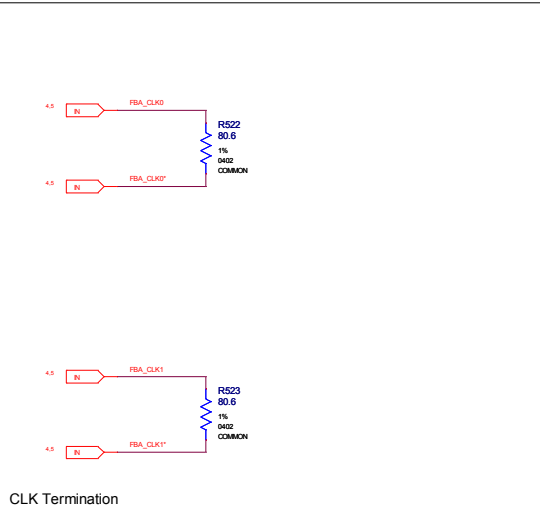 4,5 IN FBA_CLK0
R522
80.6
1%
0402
COMMON
4,5 IN FBA_CLK0*
4,5 IN FBA_CLK1
R523
80.6
1%
0402
COMMON
4,5 IN FBA_CLK1*
CLK Termination